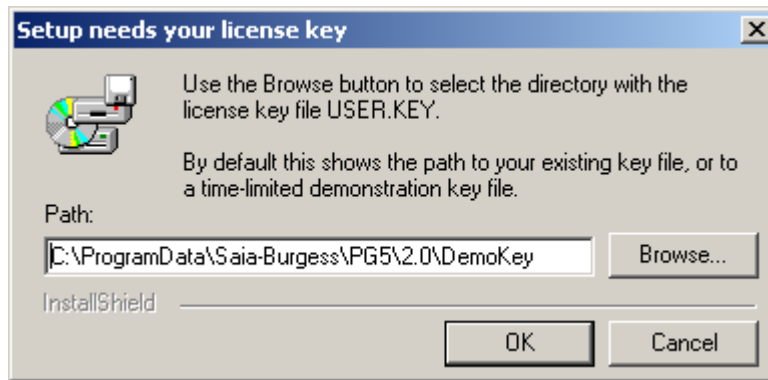 Setup needs your license key
Use the Browse button to select the directory with the
license key file USER.KEY'.
By default this shows the path to your existing key file, or to
a time-limited demonstration key file.
Path:
C:\ProgramData\Saia-Burgess\PG5\2.0\DemoKey
Browse...
InstallShield
OK
Cancel